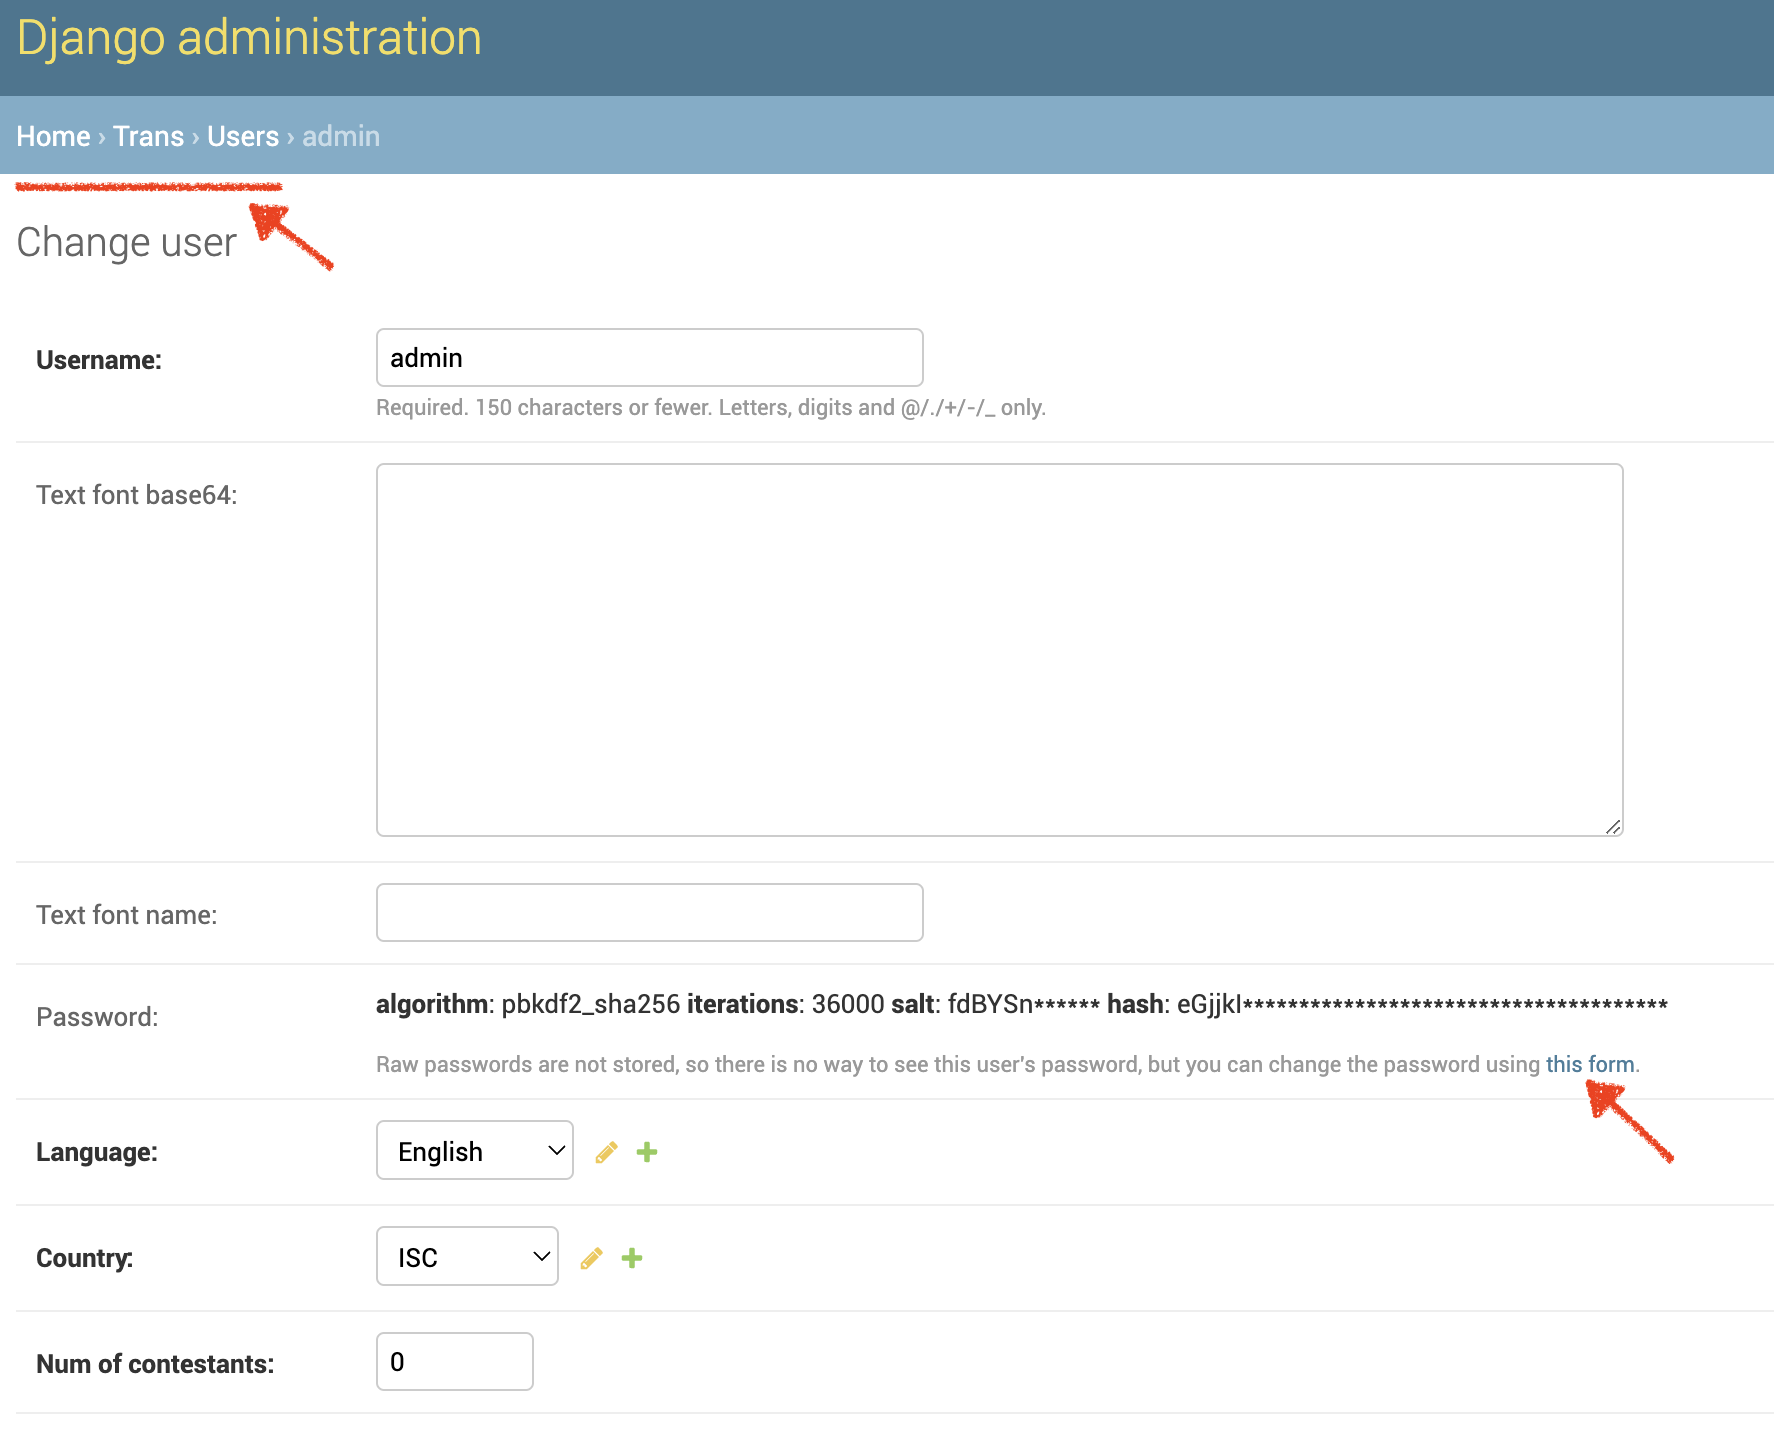 Django administration
Home › Trans › Users › admin
Change user
Username:
admin
Required. 150 characters or fewer. Letters, digits and @/./+/-/_ only.
Text font base64:
Text font name:
Password:
algorithm: pbkdf2_sha256 iterations: 36000 salt: fdBYSn****** hash: eGjjkI**************************************
Raw passwords are not stored, so there is no way to see this user's password, but you can change the password using this form.
Language:
English
Country:
ISC
Num of contestants:
0